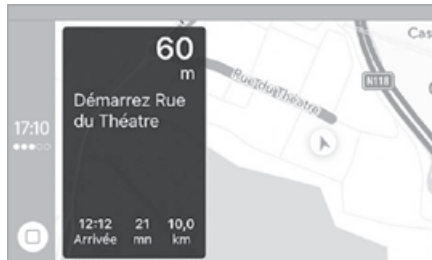 60
m
Démarrez Rue
du Théatre
17:10
12:12 21 10,0
Arrivée mn km
Rue du Théatre
N118
Cas